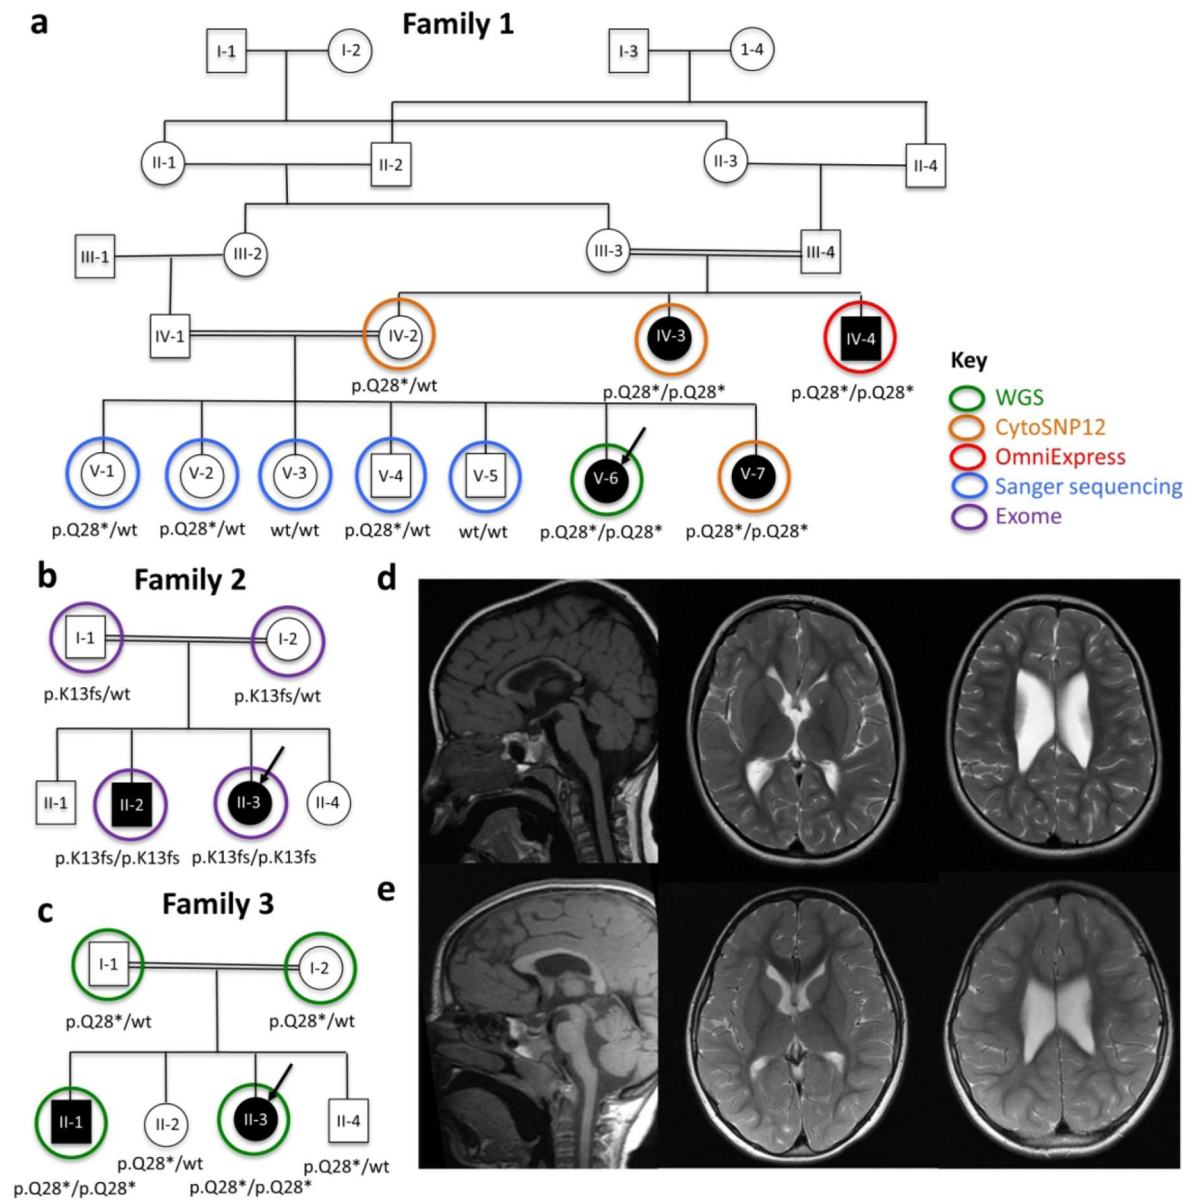 a
Family 1
I-1
I-2
I-3
1-4
II-1
II-2
II-3
II-4
III-1
III-2
III-3
III-4
IV-1
IV-2
IV-3
IV-4
p.Q28*/wt
p.Q28*/p.Q28*
p.Q28*/p.Q28*
Key
WGS
CytoSNP12
OmniExpress
Sanger sequencing
Exome
V-1
V-2
V-3
V-4
V-5
V-6
V-7
p.Q28*/wt
p.Q28*/wt
wt/wt
p.Q28*/wt
wt/wt
p.Q28*/p.Q28*
p.Q28*/p.Q28*
b
Family 2
I-1
I-2
p.K13fs/wt
p.K13fs/wt
II-1
II-2
II-3
II-4
p.K13fs/p.K13fs
p.K13fs/p.K13fs
c
Family 3
I-1
I-2
p.Q28*/wt
p.Q28*/wt
II-1
II-2
II-3
II-4
p.Q28*/p.Q28*
p.Q28*/wt
p.Q28*/p.Q28*
p.Q28*/wt
d
e